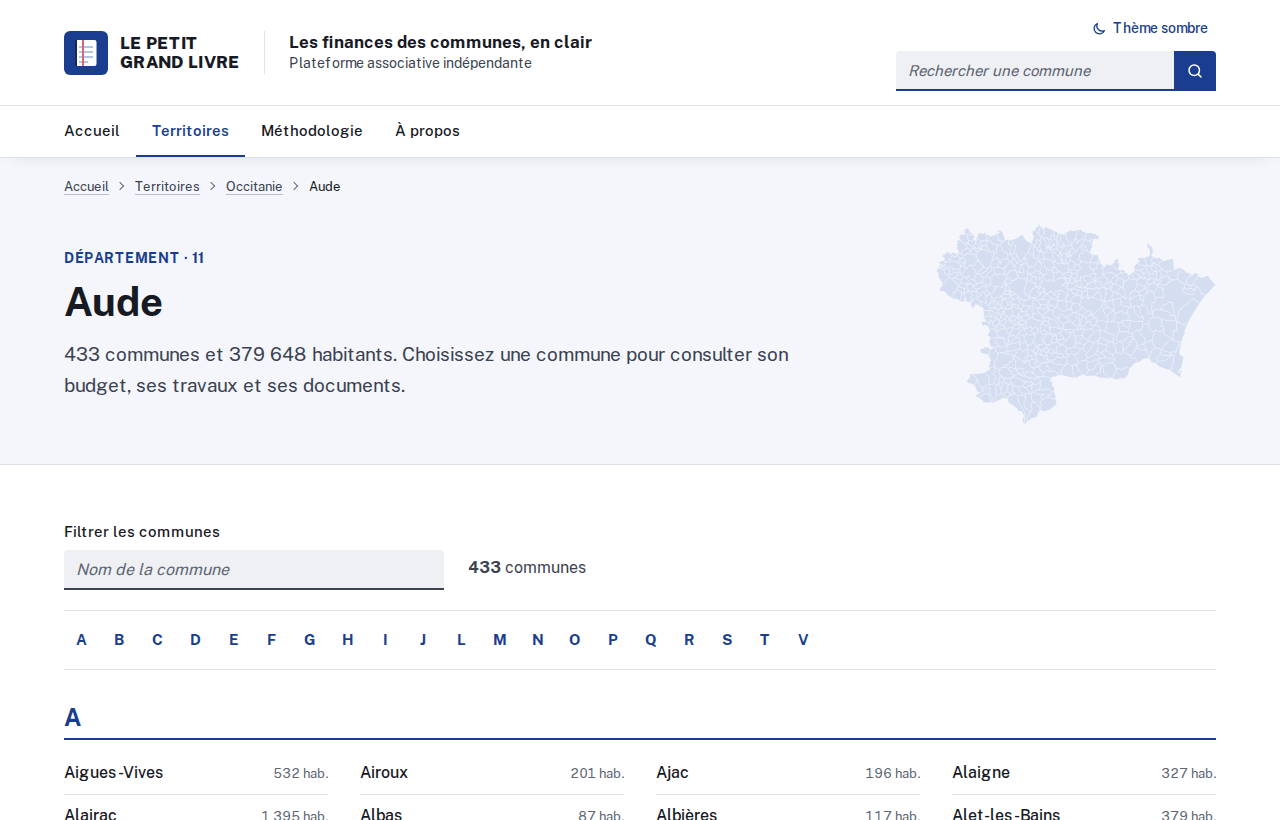 LE PETIT
GRAND LIVRE
Les finances des communes, en clair
Plateforme associative indépendante
Thème sombre
Rechercher une commune
Accueil Territoires Méthodologie À propos
Accueil > Territoires > Occitanie > Aude
DÉPARTEMENT · 11
Aude
433 communes et 379 648 habitants. Choisissez une commune pour consulter son
budget, ses travaux et ses documents.
Filtrer les communes
Nom de la commune
433 communes
A B C D E F G H I J L M N O P Q R S T V
A
Aigues-Vives 532 hab. Airoux 201 hab. Ajac 196 hab. Alaigne 327 hab.
Alairac 1 395 hab. Albas 87 hab. Albières 117 hab. Alet-les-Bains 379 hab.